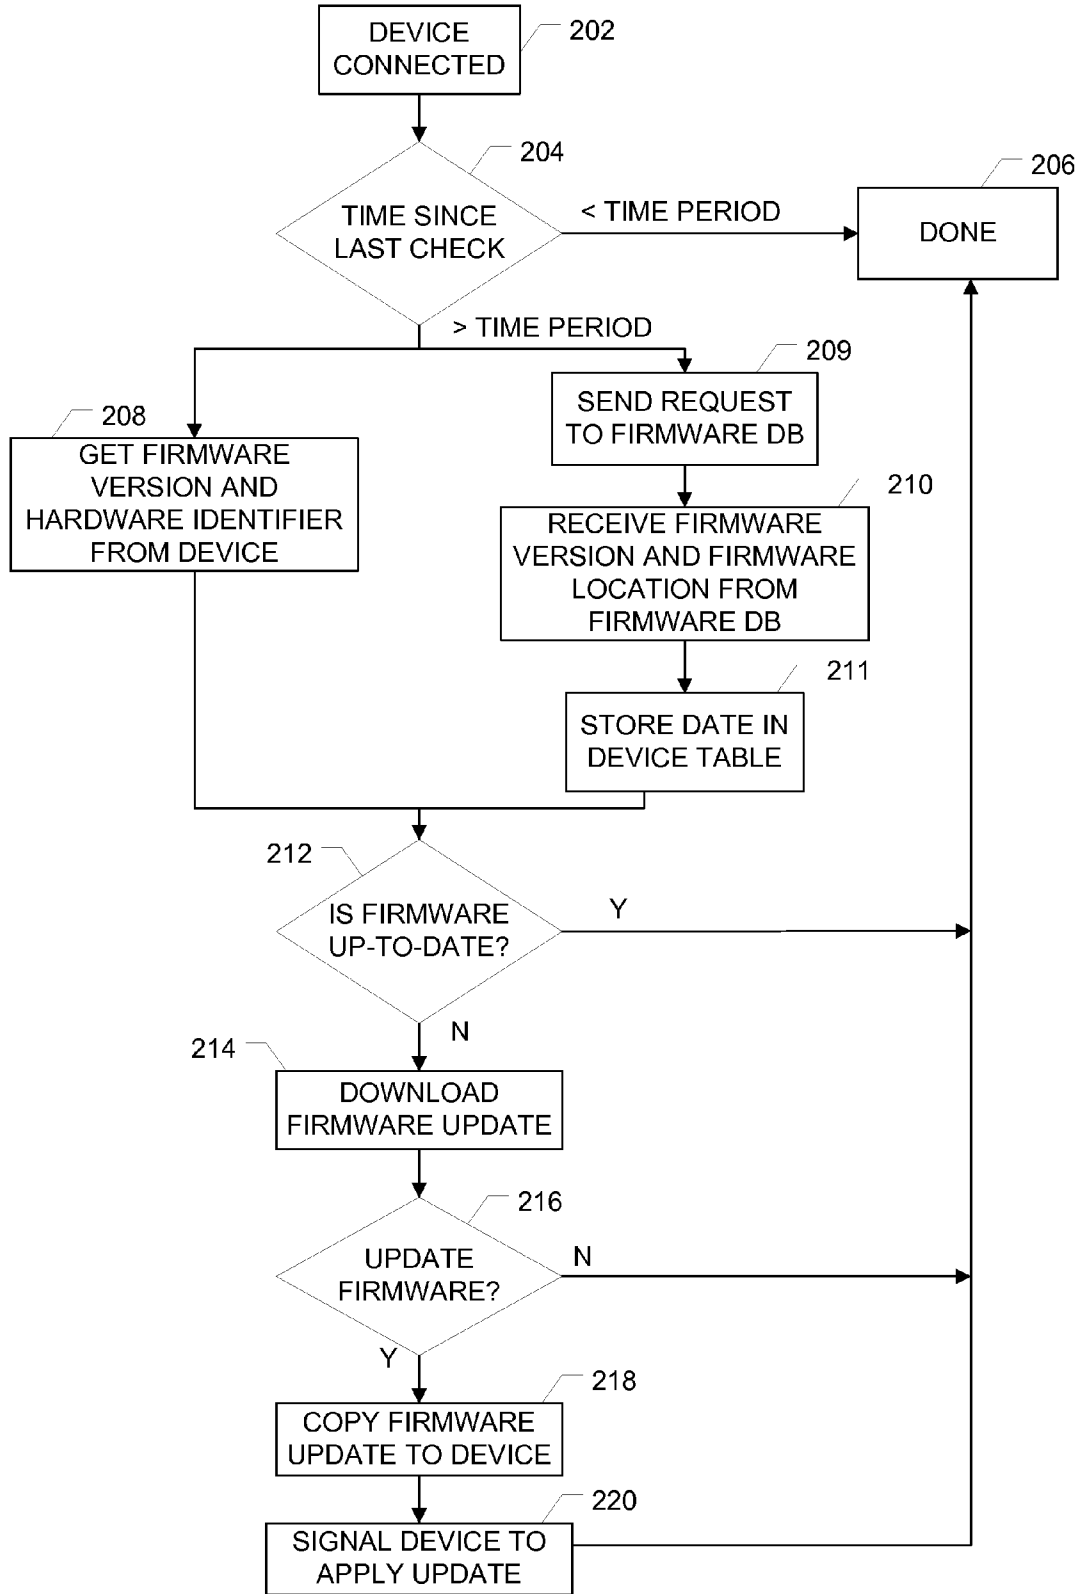 DEVICE
CONNECTED
202
204
TIME SINCE
LAST CHECK
< TIME PERIOD
206
DONE
> TIME PERIOD
209
SEND REQUEST
TO FIRMWARE DB
208
GET FIRMWARE
VERSION AND
HARDWARE IDENTIFIER
FROM DEVICE
210
RECEIVE FIRMWARE
VERSION AND FIRMWARE
LOCATION FROM
FIRMWARE DB
211
STORE DATE IN
DEVICE TABLE
212
IS FIRMWARE
UP-TO-DATE?
Y
N
214
DOWNLOAD
FIRMWARE UPDATE
216
UPDATE
FIRMWARE?
N
Y
218
COPY FIRMWARE
UPDATE TO DEVICE
220
SIGNAL DEVICE TO
APPLY UPDATE